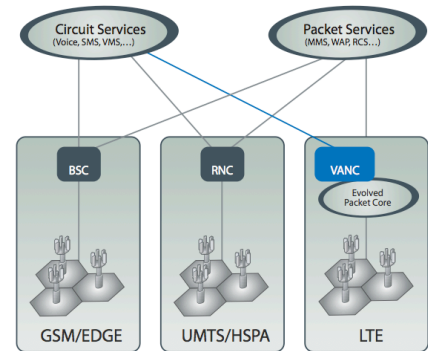 Circuit Services
(Voice, SMS, VMS,...)
Packet Services
(MMS, WAP, RCS...)
BSC
RNC
VANC
Evolved
Packet Core
GSM/EDGE
UMTS/HSPA
LTE